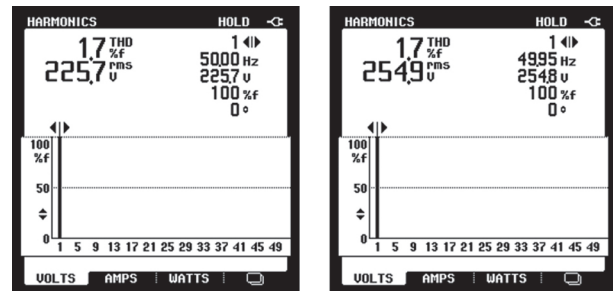 HARMONICS HOLD
1,7 THD %f
225,7 rms V
1
50,00 Hz
225,7 V
100 %f
0°
100
%f
50
0
1 5 9 13 17 21 25 29 33 37 41 45 49
VOLTS AMPS WATTS
HARMONICS HOLD
1,7 THD %f
254,9 rms V
1
49,95 Hz
254,8 V
100 %f
0°
100
%f
50
0
1 5 9 13 17 21 25 29 33 37 41 45 49
VOLTS AMPS WATTS